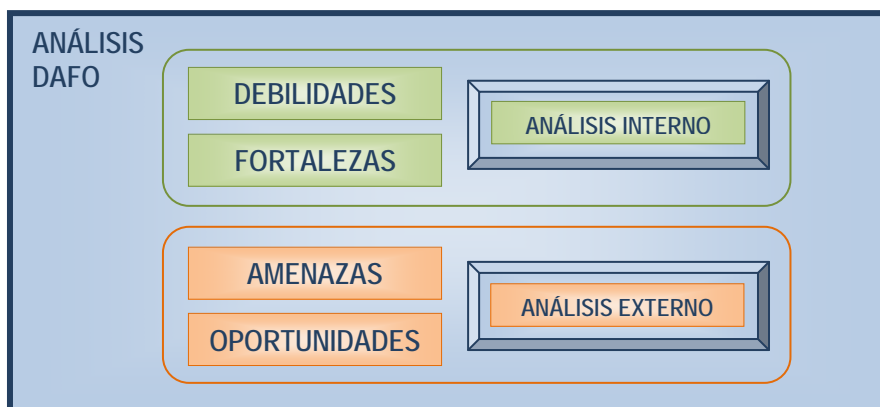 ANÁLISIS
DAFO
DEBILIDADES
FORTALEZAS
ANÁLISIS INTERNO
AMENAZAS
OPORTUNIDADES
ANÁLISIS EXTERNO